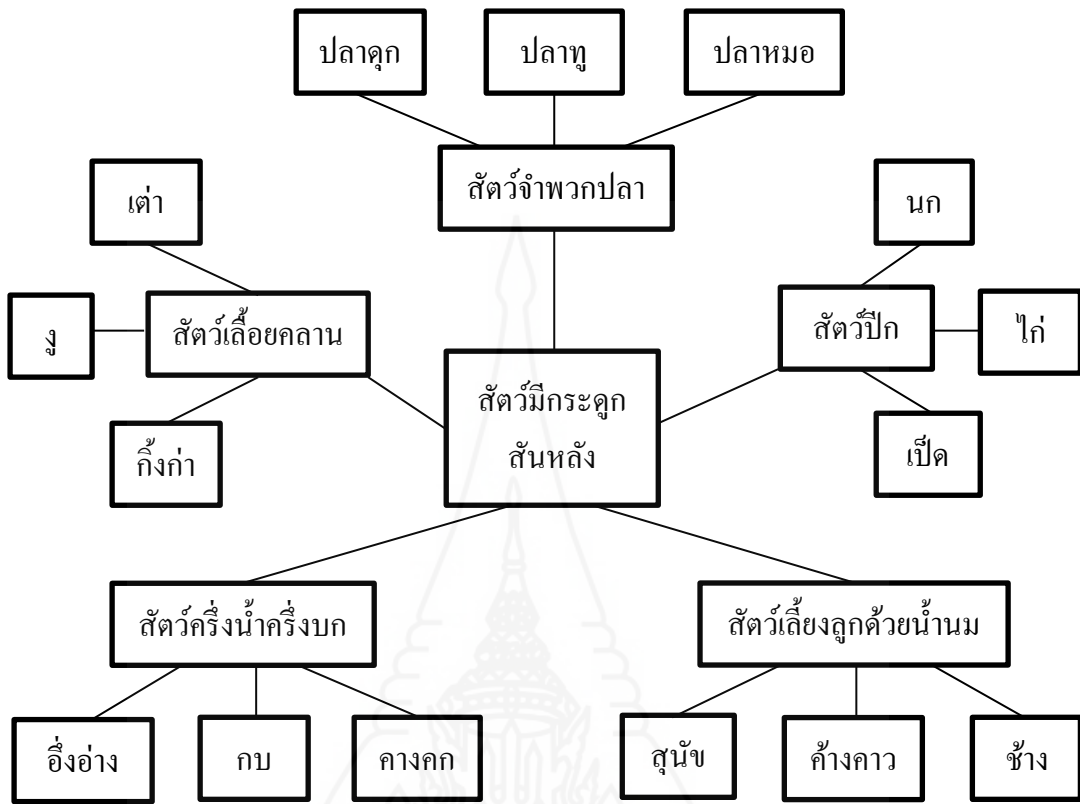 ปลาดุก
ปลาทู
ปลาหมอ
สัตว์จำพวกปลา
เต่า
นก
งู
สัตว์เลื้อยคลาน
สัตว์ปีก
ไก่
กิ้งก่า
สัตว์มีกระดูก
สันหลัง
เป็ด
สัตว์ครึ่งน้ำครึ่งบก
สัตว์เลี้ยงลูกด้วยน้ำนม
อึ่งอ่าง
กบ
คางคก
สุนัข
ค้างคาว
ช้าง